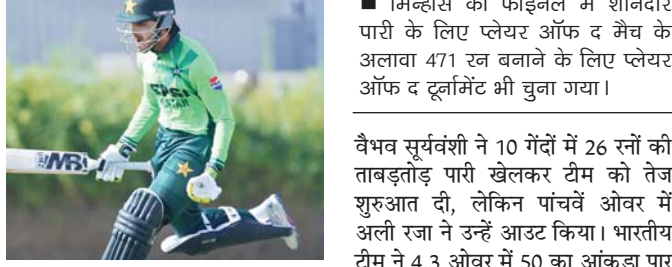 ■ मिन्हास को फाइनल में शानदार
पारी के लिए प्लेयर ऑफ द मैच के
अलावा 471 रन बनाने के लिए प्लेयर
ऑफ द टूर्नामेंट भी चुना गया।
वैभव सूर्यवंशी ने 10 गेंदों में 26 रनों की
ताबड़तोड़ पारी खेलकर टीम को तेज
शुरुआत दी, लेकिन पांचवें ओवर में
अली रजा ने उन्हें आउट किया। भारतीय
टीम ने 4.3 ओवर में 50 का आंकड़ा पार
MB